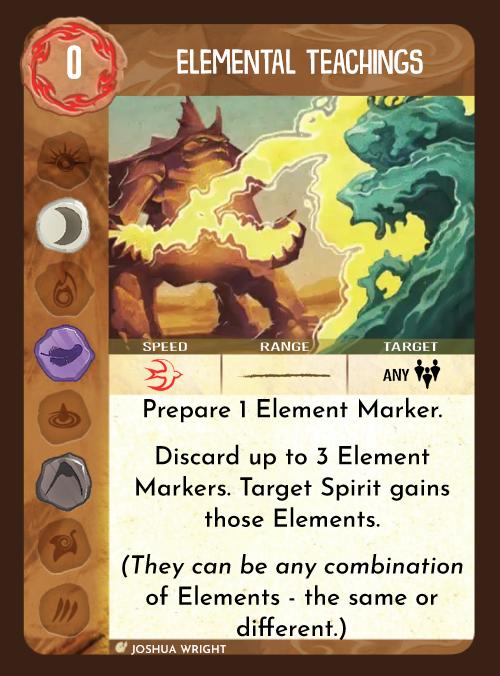 0
ELEMENTAL TEACHINGS
SPEED RANGE TARGET
ANY
Prepare 1 Element Marker.
Discard up to 3 Element
Markers. Target Spirit gains
those Elements.
(They can be any combination
of Elements - the same or
different.)
JOSHUA WRIGHT